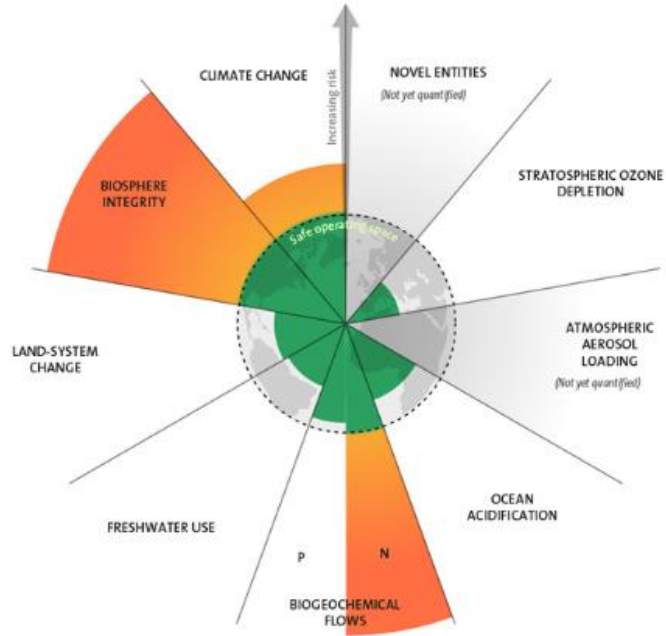 CLIMATE CHANGE
Increasing risk
NOVEL ENTITIES
(Not yet quantified)
STRATOSPHERIC OZONE
DEPLETION
BIOSPHERE
INTEGRITY
Safe operating space
LAND-SYSTEM
CHANGE
ATMOSPHERIC
AEROSOL
LOADING
(Not yet quantified)
FRESHWATER USE
OCEAN
ACIDIFICATION
P
N
BIOGEOCHEMICAL
FLOWS